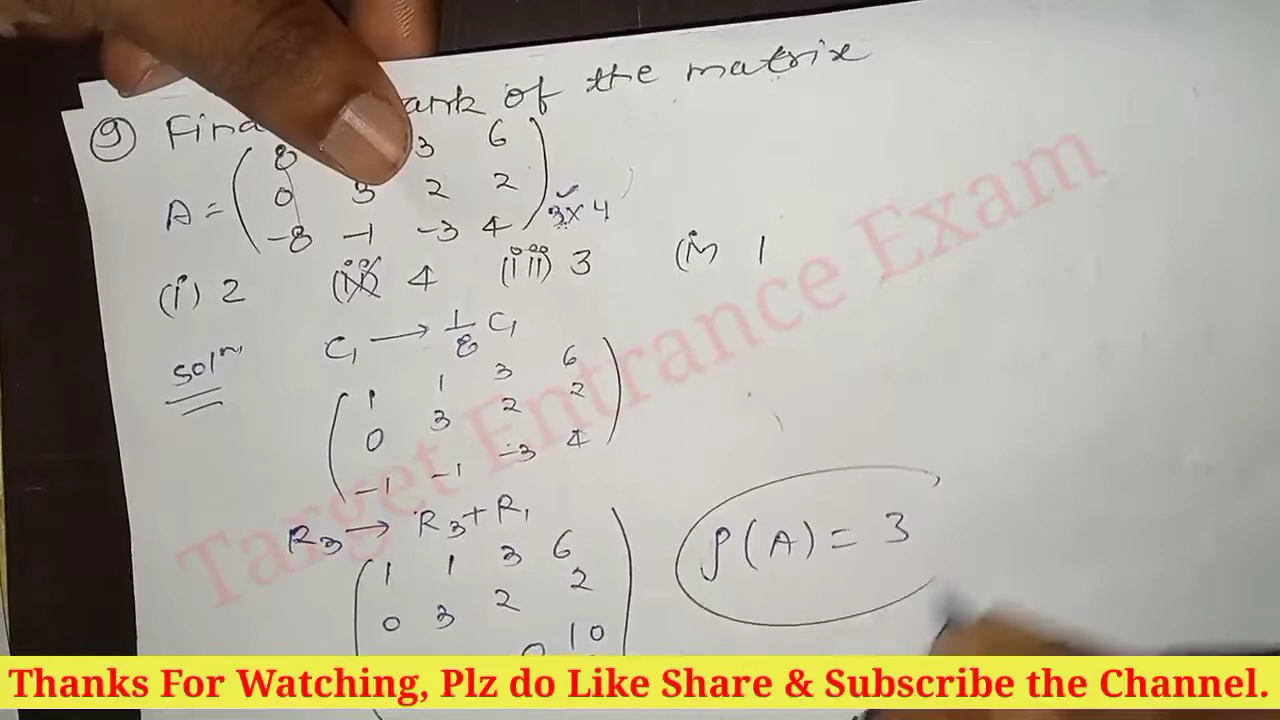 9 Find ank of the matrix
A = ( 8 3 6
0 3 2 2
-8 -1 -3 4 ) 3×4
(i) 2 (ii) 4 (iii) 3 (iv) 1
Solⁿ, C₁ → 1/8 C₁
( 1 1 3 6
0 3 2 2
-1 -1 -3 4 )
R₃ → R₃ + R₁
( 1 1 3 6
0 3 2 2
0 10
ρ(A) = 3
Target Entrance Exam
Thanks For Watching, Plz do Like Share & Subscribe the Channel.